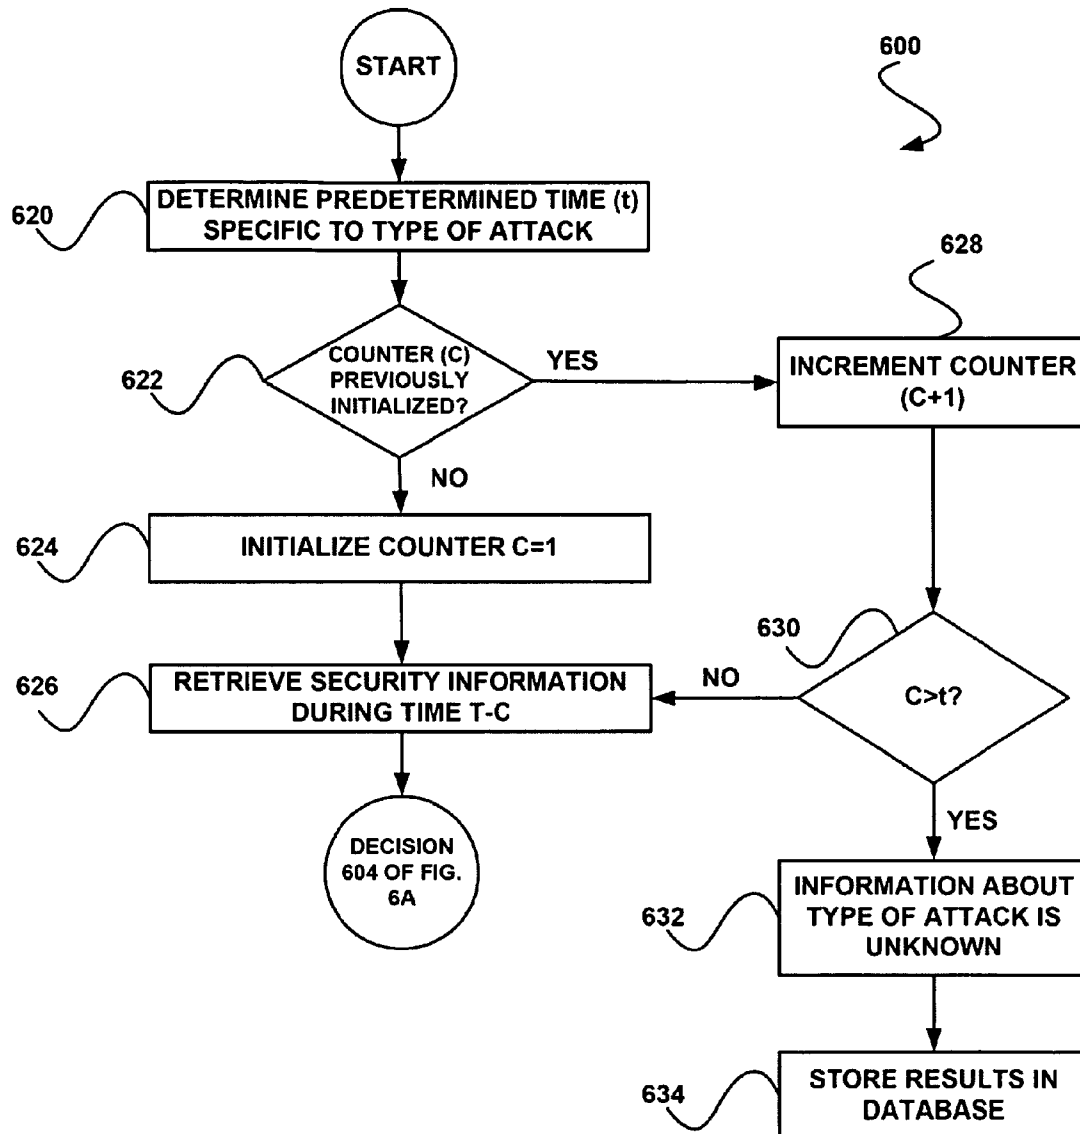 START
600
DETERMINE PREDETERMINED TIME (t)
SPECIFIC TO TYPE OF ATTACK
620
628
COUNTER (C)
PREVIOUSLY
INITIALIZED?
622
YES
INCREMENT COUNTER
(C+1)
NO
INITIALIZE COUNTER C=1
624
630
C>t?
NO
RETRIEVE SECURITY INFORMATION
DURING TIME T-C
626
YES
DECISION
604 OF FIG.
6A
INFORMATION ABOUT
TYPE OF ATTACK IS
UNKNOWN
632
STORE RESULTS IN
DATABASE
634